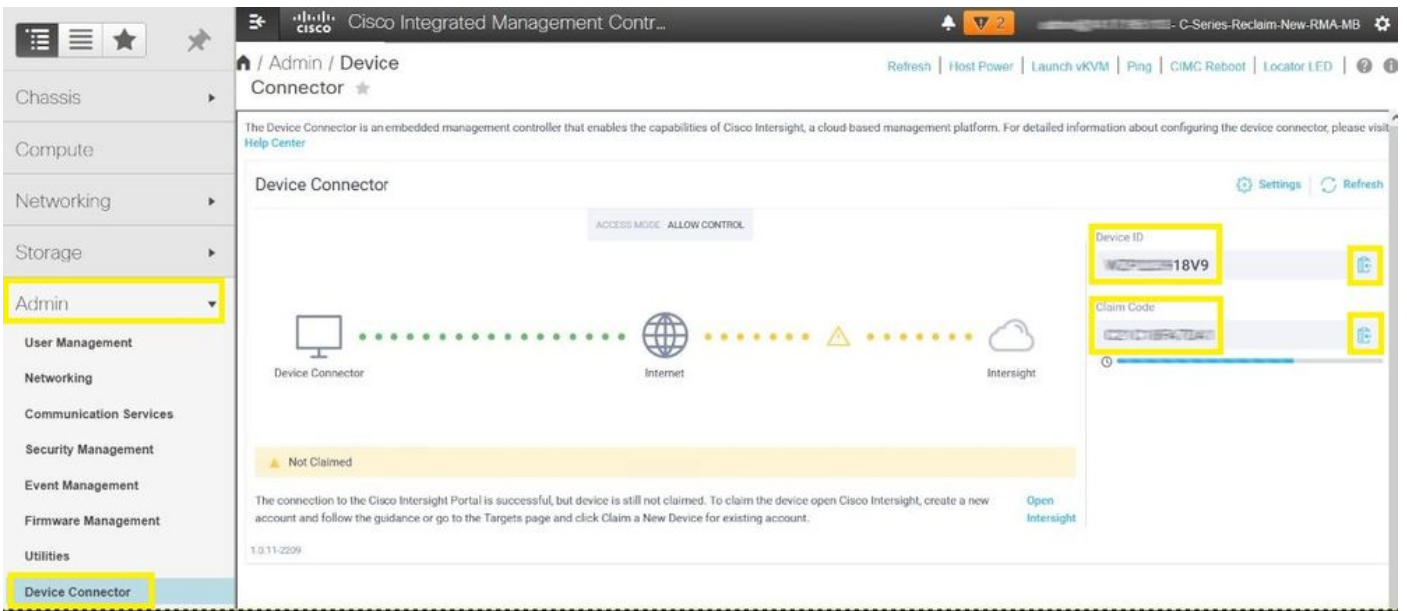 cisco Cisco Integrated Management Contr...
2
- C-Series-Reclaim-New-RMA-MB
/ Admin / Device
Connector
Refresh | Host Power | Launch vKVM | Ping | CIMC Reboot | Locator LED |
Chassis
Compute
Networking
Storage
Admin
User Management
Networking
Communication Services
Security Management
Event Management
Firmware Management
Utilities
Device Connector
The Device Connector is an embedded management controller that enables the capabilities of Cisco Intersight, a cloud based management platform. For detailed information about configuring the device connector, please visit
Help Center
Device Connector
Settings | Refresh
ACCESS MODE ALLOW CONTROL
Device ID
18V9
Claim Code
Device Connector
Internet
Intersight
Not Claimed
The connection to the Cisco Intersight Portal is successful, but device is still not claimed. To claim the device open Cisco Intersight, create a new
account and follow the guidance or go to the Targets page and click Claim a New Device for existing account.
Open
Intersight
1.0.11-2209